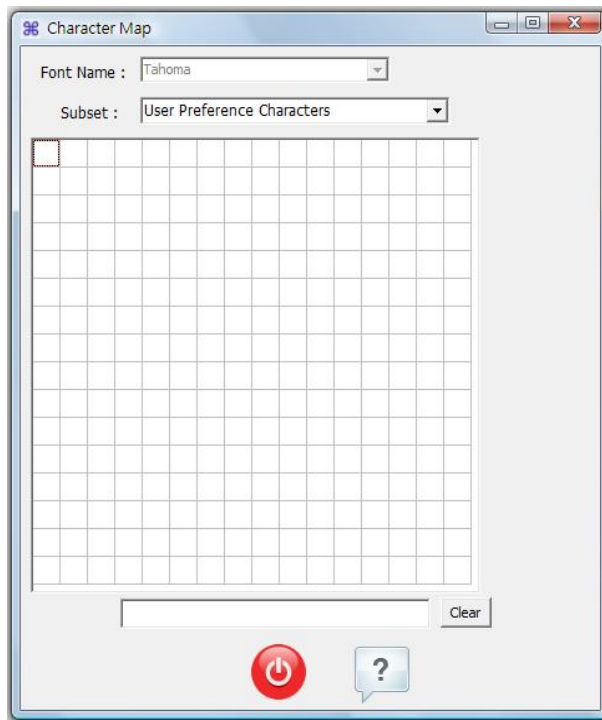 ⌘ Character Map
Font Name : Tahoma
Subset : User Preference Characters
Clear
?